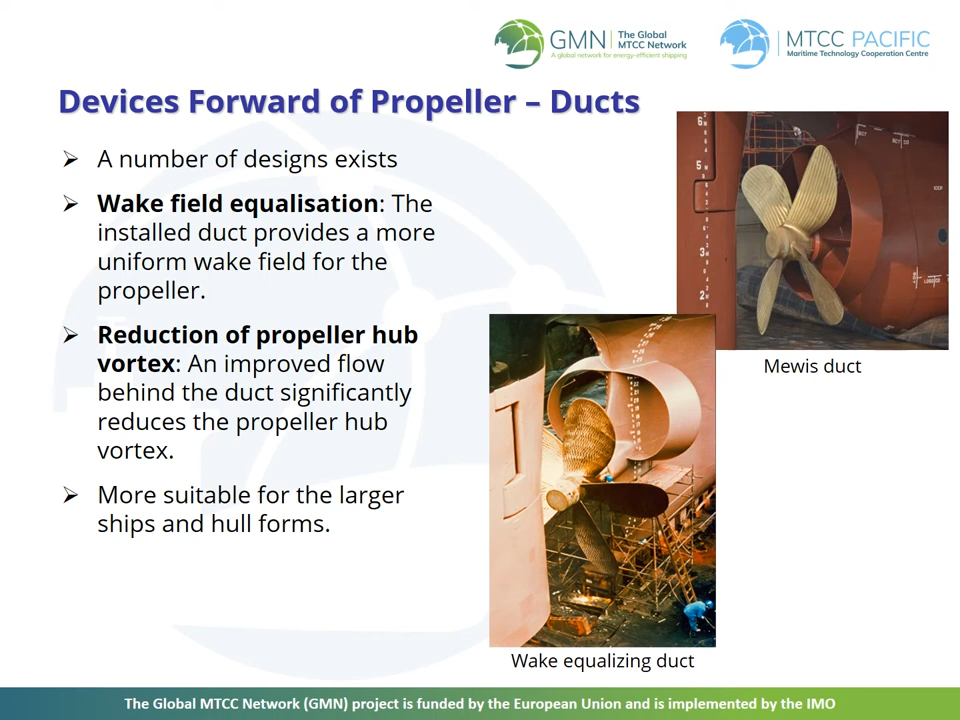 GMN | The Global
MTCC Network
A global network for energy-efficient shipping
MTCC PACIFIC
Maritime Technology Cooperation Centre
Devices Forward of Propeller – Ducts
➢ A number of designs exists
➢ Wake field equalisation: The
installed duct provides a more
uniform wake field for the
propeller.
➢ Reduction of propeller hub
vortex: An improved flow
behind the duct significantly
reduces the propeller hub
vortex.
➢ More suitable for the larger
ships and hull forms.
6
5
3
2
Mewis duct
Wake equalizing duct
The Global MTCC Network (GMN) project is funded by the European Union and is implemented by the IMO